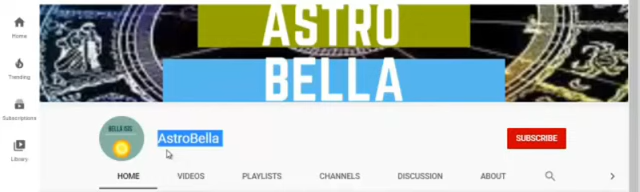 ASTRO
BELLA
Home
Trending
Subscriptions
Library
AstroBella
SUBSCRIBE
HOME VIDEOS PLAYLISTS CHANNELS DISCUSSION ABOUT